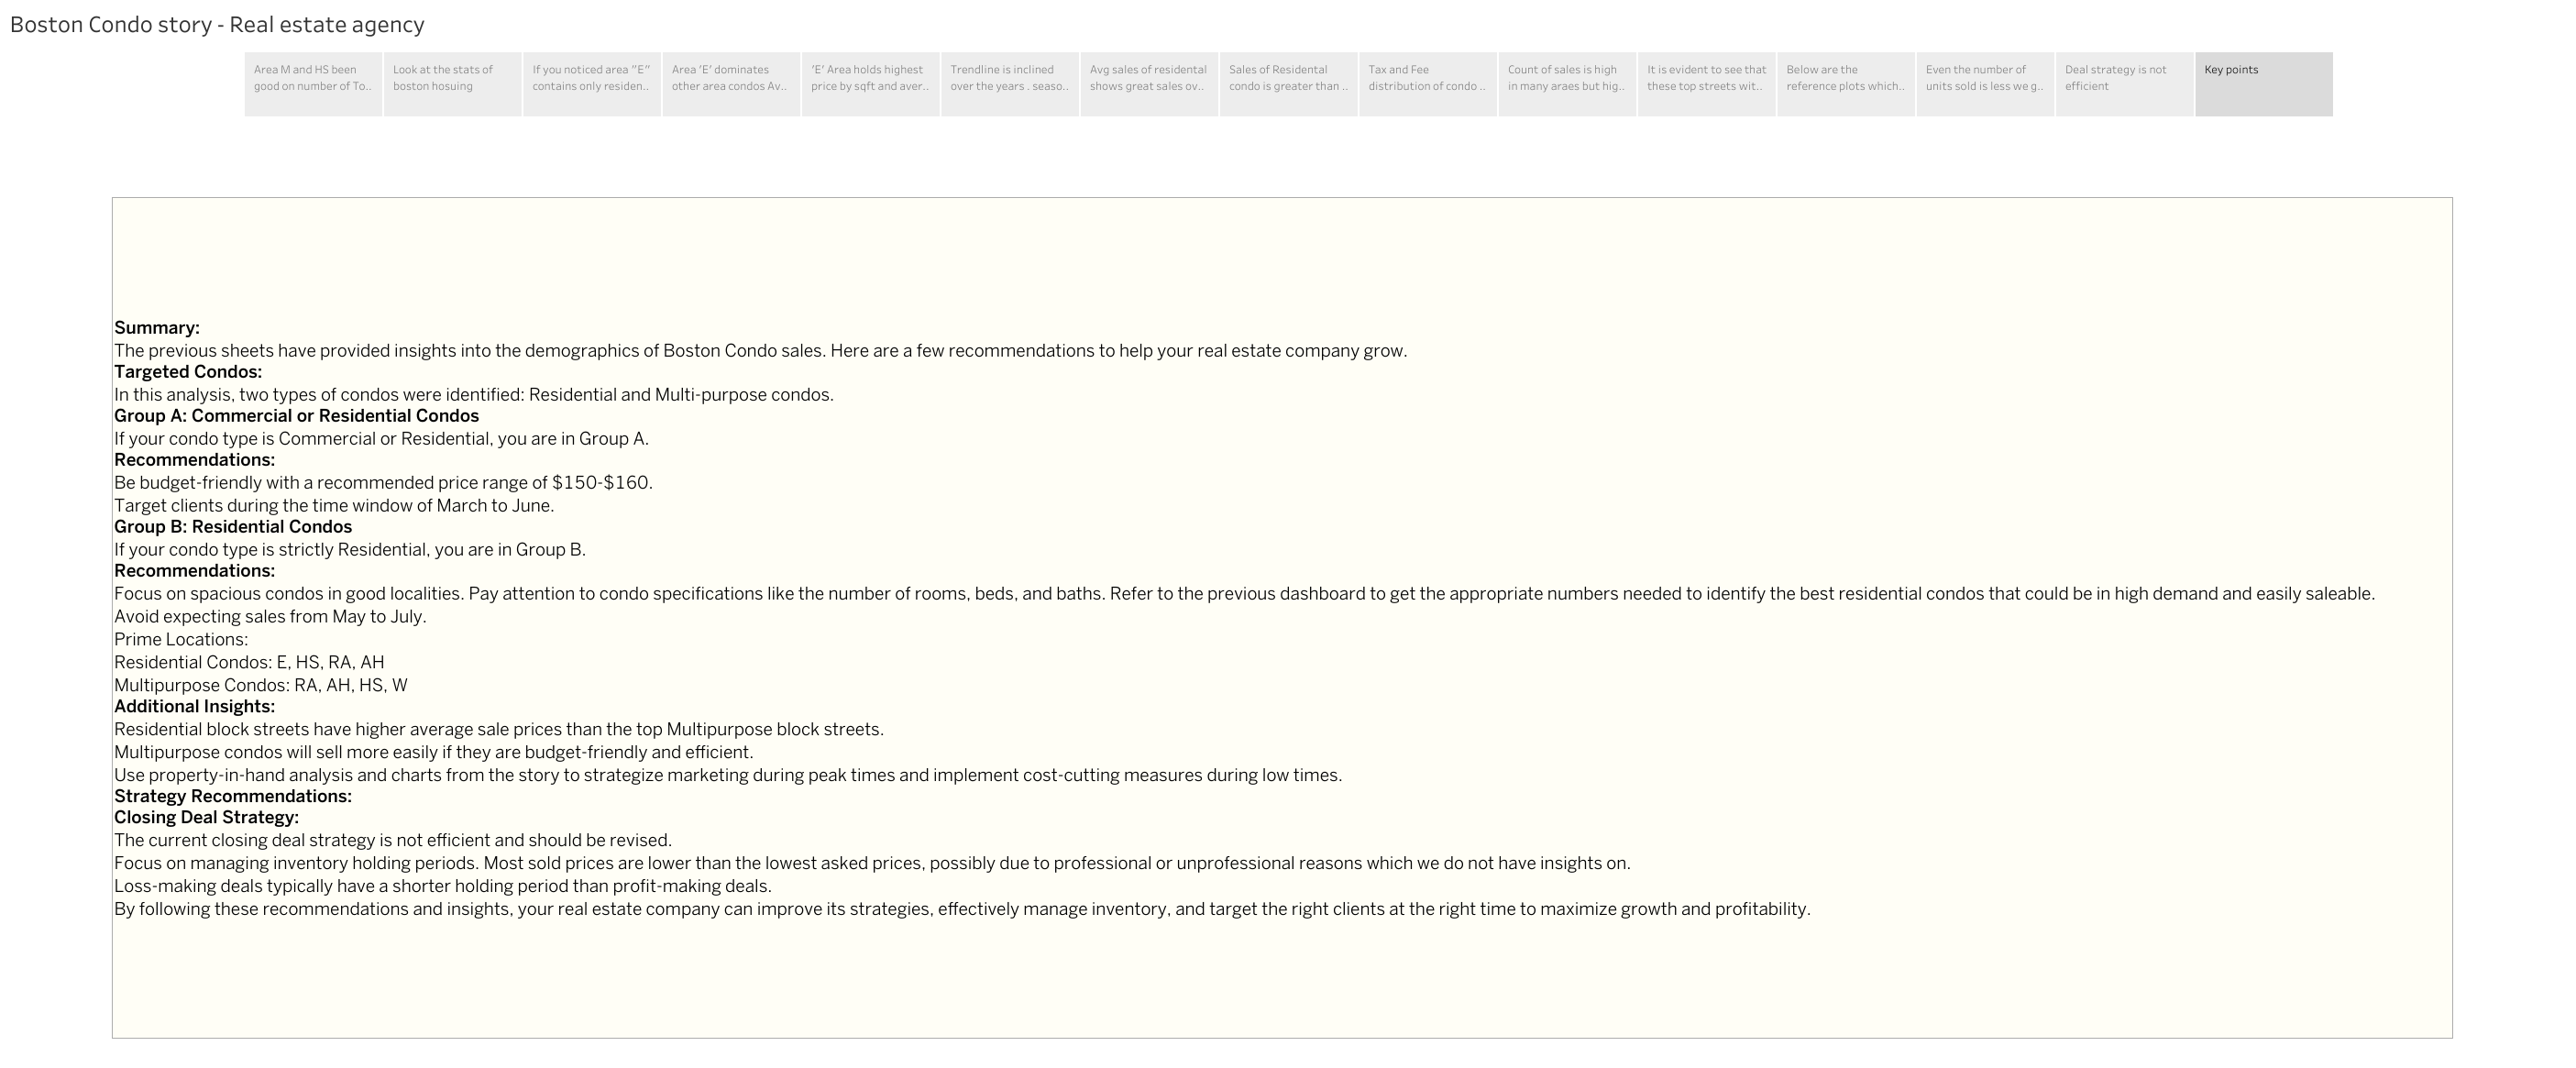 Boston Condo story - Real estate agency
Area M and HS been
good on number of To..
Look at the stats of
boston hosuing
If you noticed area "E"
contains only residen..
Area 'E' dominates
other area condos Av..
'E' Area holds highest
price by sqft and aver..
Trendline is inclined
over the years . seaso..
Avg sales of residental
shows great sales ov..
Sales of Residental
condo is greater than ..
Tax and Fee
distribution of condo ..
Count of sales is high
in many araes but hig..
It is evident to see that
these top streets wit..
Below are the
reference plots which..
Even the number of
units sold is less we g..
Deal strategy is not
efficient
Key points
Summary:
The previous sheets have provided insights into the demographics of Boston Condo sales. Here are a few recommendations to help your real estate company grow.
Targeted Condos:
In this analysis, two types of condos were identified: Residential and Multi-purpose condos.
Group A: Commercial or Residential Condos
If your condo type is Commercial or Residential, you are in Group A.
Recommendations:
Be budget-friendly with a recommended price range of $150-$160.
Target clients during the time window of March to June.
Group B: Residential Condos
If your condo type is strictly Residential, you are in Group B.
Recommendations:
Focus on spacious condos in good localities. Pay attention to condo specifications like the number of rooms, beds, and baths. Refer to the previous dashboard to get the appropriate numbers needed to identify the best residential condos that could be in high demand and easily saleable.
Avoid expecting sales from May to July.
Prime Locations:
Residential Condos: E, HS, RA, AH
Multipurpose Condos: RA, AH, HS, W
Additional Insights:
Residential block streets have higher average sale prices than the top Multipurpose block streets.
Multipurpose condos will sell more easily if they are budget-friendly and efficient.
Use property-in-hand analysis and charts from the story to strategize marketing during peak times and implement cost-cutting measures during low times.
Strategy Recommendations:
Closing Deal Strategy:
The current closing deal strategy is not efficient and should be revised.
Focus on managing inventory holding periods. Most sold prices are lower than the lowest asked prices, possibly due to professional or unprofessional reasons which we do not have insights on.
Loss-making deals typically have a shorter holding period than profit-making deals.
By following these recommendations and insights, your real estate company can improve its strategies, effectively manage inventory, and target the right clients at the right time to maximize growth and profitability.